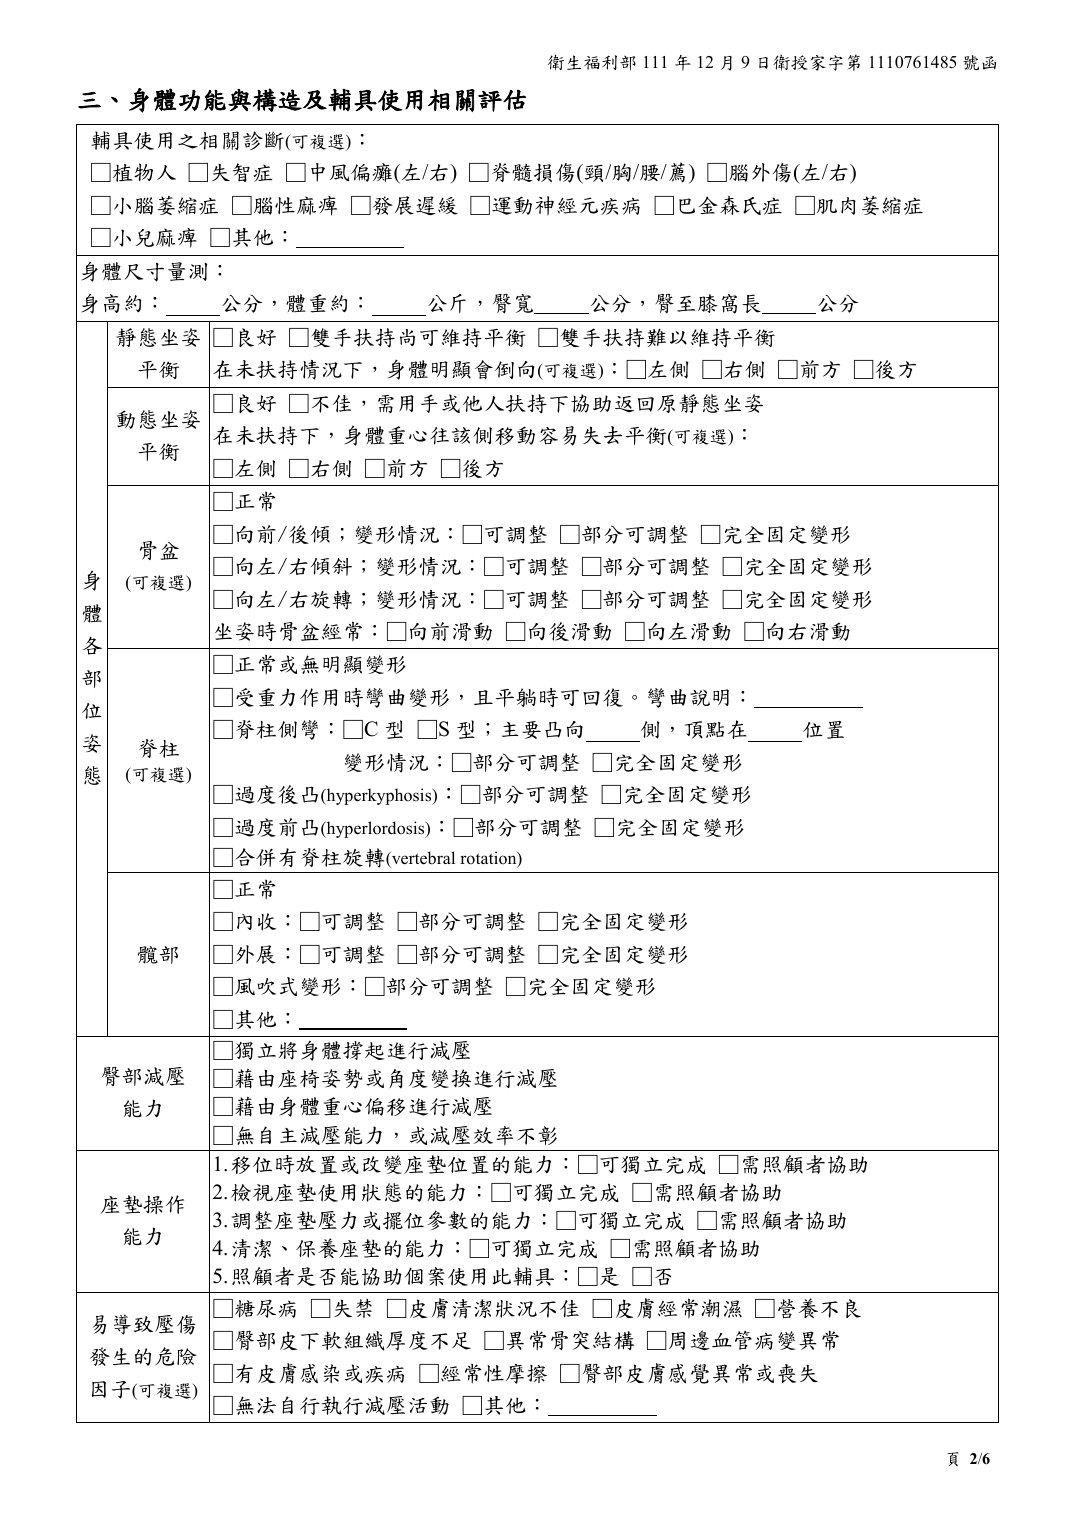 衛生福利部 111 年 12 月 9 日衛授家字第 1110761485 號函
三、身體功能與構造及輔具使用相關評估
輔具使用之相關診斷(可複選)：
□植物人 □失智症 □中風偏癱(左/右) □脊髓損傷(頸/胸/腰/薦) □腦外傷(左/右)
□小腦萎縮症 □腦性麻痺 □發展遲緩 □運動神經元疾病 □巴金森氏症 □肌肉萎縮症
□小兒麻痺 □其他：__________
身體尺寸量測：
身高約：_____公分，體重約：_____公斤，臀寬_____公分，臀至膝窩長_____公分
身體各部位姿態
靜態坐姿平衡
□良好 □雙手扶持尚可維持平衡 □雙手扶持難以維持平衡
在未扶持情況下，身體明顯會倒向(可複選)：□左側 □右側 □前方 □後方
動態坐姿平衡
□良好 □不佳，需用手或他人扶持下協助返回原靜態坐姿
在未扶持下，身體重心往該側移動容易失去平衡(可複選)：
□左側 □右側 □前方 □後方
骨盆
(可複選)
□正常
□向前/後傾；變形情況：□可調整 □部分可調整 □完全固定變形
□向左/右傾斜；變形情況：□可調整 □部分可調整 □完全固定變形
□向左/右旋轉；變形情況：□可調整 □部分可調整 □完全固定變形
坐姿時骨盆經常：□向前滑動 □向後滑動 □向左滑動 □向右滑動
脊柱
(可複選)
□正常或無明顯變形
□受重力作用時彎曲變形，且平躺時可回復。彎曲說明：__________
□脊柱側彎：□C 型 □S 型；主要凸向_____側，頂點在_____位置
變形情況：□部分可調整 □完全固定變形
□過度後凸(hyperkyphosis)：□部分可調整 □完全固定變形
□過度前凸(hyperlordosis)：□部分可調整 □完全固定變形
□合併有脊柱旋轉(vertebral rotation)
髖部
□正常
□內收：□可調整 □部分可調整 □完全固定變形
□外展：□可調整 □部分可調整 □完全固定變形
□風吹式變形：□部分可調整 □完全固定變形
□其他：__________
臀部減壓
能力
□獨立將身體撐起進行減壓
□藉由座椅姿勢或角度變換進行減壓
□藉由身體重心偏移進行減壓
□無自主減壓能力，或減壓效率不彰
座墊操作
能力
1.移位時放置或改變座墊位置的能力：□可獨立完成 □需照顧者協助
2.檢視座墊使用狀態的能力：□可獨立完成 □需照顧者協助
3.調整座墊壓力或擺位參數的能力：□可獨立完成 □需照顧者協助
4.清潔、保養座墊的能力：□可獨立完成 □需照顧者協助
5.照顧者是否能協助個案使用此輔具：□是 □否
易導致壓傷
發生的危險
因子(可複選)
□糖尿病 □失禁 □皮膚清潔狀況不佳 □皮膚經常潮濕 □營養不良
□臀部皮下軟組織厚度不足 □異常骨突結構 □周邊血管病變異常
□有皮膚感染或疾病 □經常性摩擦 □臀部皮膚感覺異常或喪失
□無法自行執行減壓活動 □其他：__________
頁 2/6